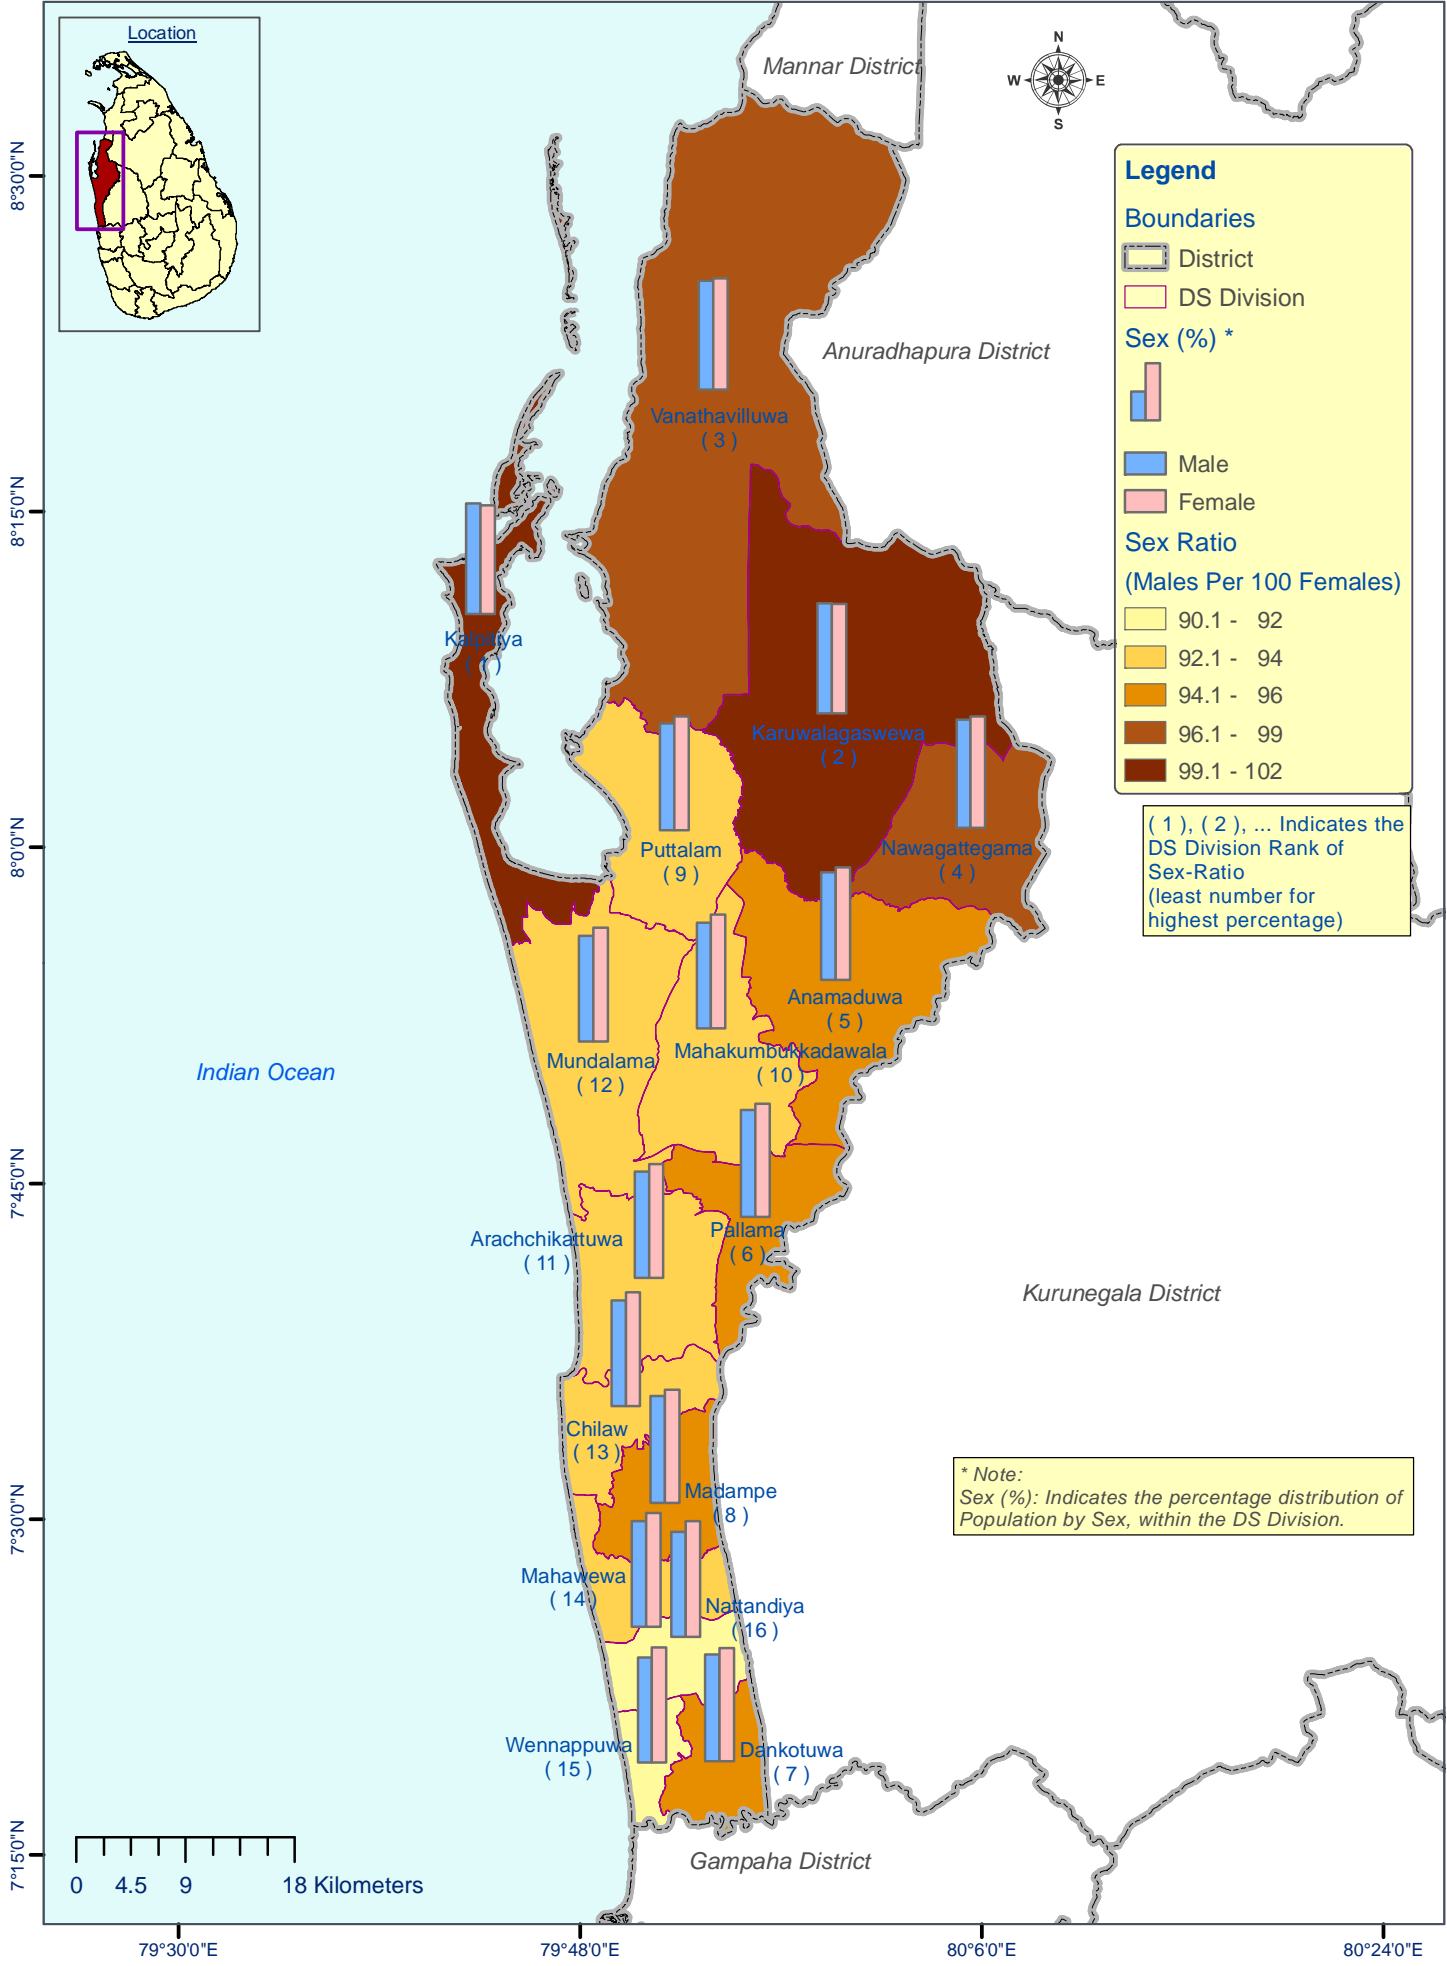 Location
Mannar District
N
W
E
S
8°30'0"N
8°15'0"N
8°0'0"N
7°45'0"N
7°30'0"N
7°15'0"N
Legend
Boundaries
District
DS Division
Sex (%) *
Male
Female
Sex Ratio
(Males Per 100 Females)
90.1 - 92
92.1 - 94
94.1 - 96
96.1 - 99
99.1 - 102
( 1 ), ( 2 ), ... Indicates the
DS Division Rank of
Sex-Ratio
(least number for
highest percentage)
Anuradhapura District
Vanathavilluwa
( 3 )
Kalpitiya
( 1 )
Karuwalagaswewa
( 2 )
Nawagattegama
( 4 )
Puttalam
( 9 )
Anamaduwa
( 5 )
Mahakumbukkadawala
( 10 )
Mundalama
( 12 )
Indian Ocean
Pallama
( 6 )
Arachchikattuwa
( 11 )
Kurunegala District
Chilaw
( 13 )
Madampe
( 8 )
* Note:
Sex (%): Indicates the percentage distribution of
Population by Sex, within the DS Division.
Mahawewa
( 14 )
Nattandiya
( 16 )
Wennappuwa
( 15 )
Dankotuwa
( 7 )
Gampaha District
0 4.5 9 18 Kilometers
79°30'0"E
79°48'0"E
80°6'0"E
80°24'0"E